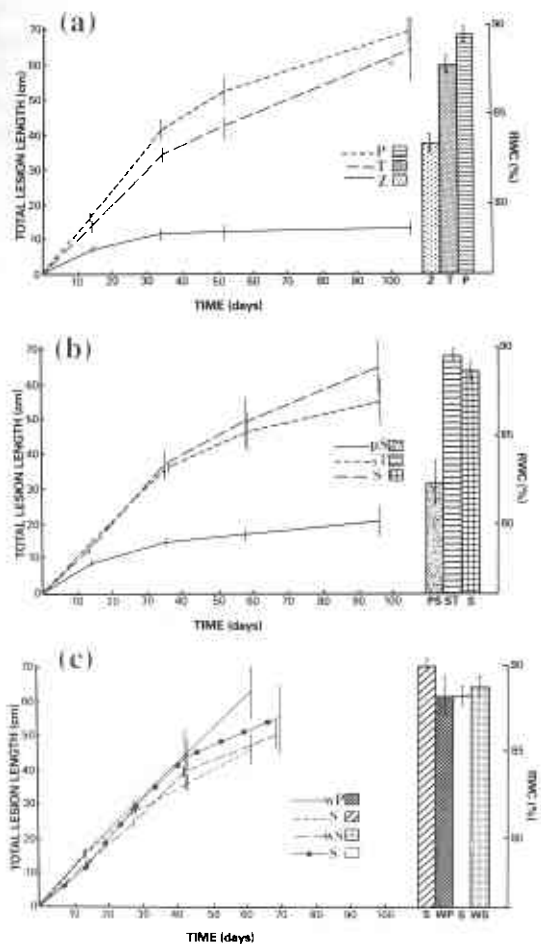 (a)
70
60
50
40
30
20
10
0
TOTAL LESION LENGTH (cm)
10 20 30 40 50 60 70 80 90 100
TIME (days)
P
T
Z
90
85
80
RWC (%)
Z T P
(b)
70
60
50
40
30
20
10
0
TOTAL LESION LENGTH (cm)
10 20 30 40 50 60 70 80 90 100
TIME (days)
pS
sT
S
90
85
80
RWC (%)
PS ST S
(c)
70
60
50
40
30
20
10
0
TOTAL LESION LENGTH (cm)
10 20 30 40 50 60 70 80 90 100
TIME (days)
wP
S
wS
S
90
85
80
RWC (%)
S WP S WS